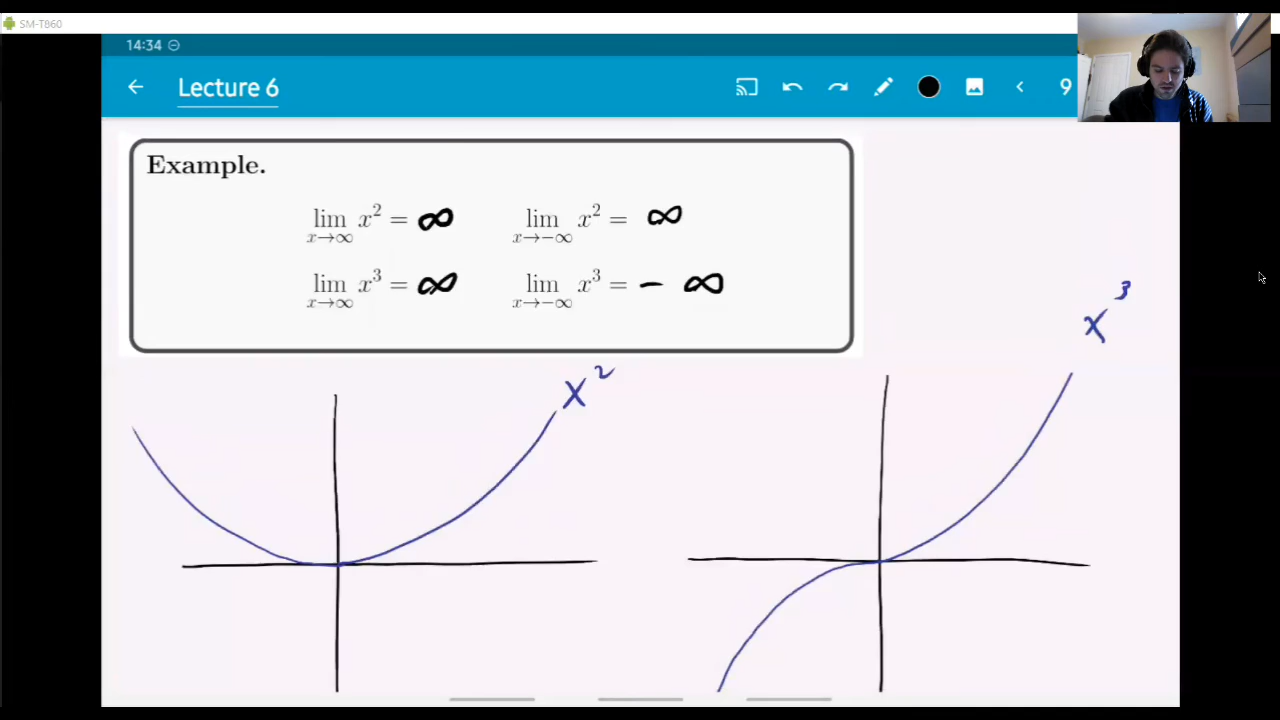 SM-T860
14:34
Lecture 6
9
Example.
lim x→∞ x² = ∞ lim x→-∞ x² = ∞
lim x→∞ x³ = ∞ lim x→-∞ x³ = - ∞
x³
x²